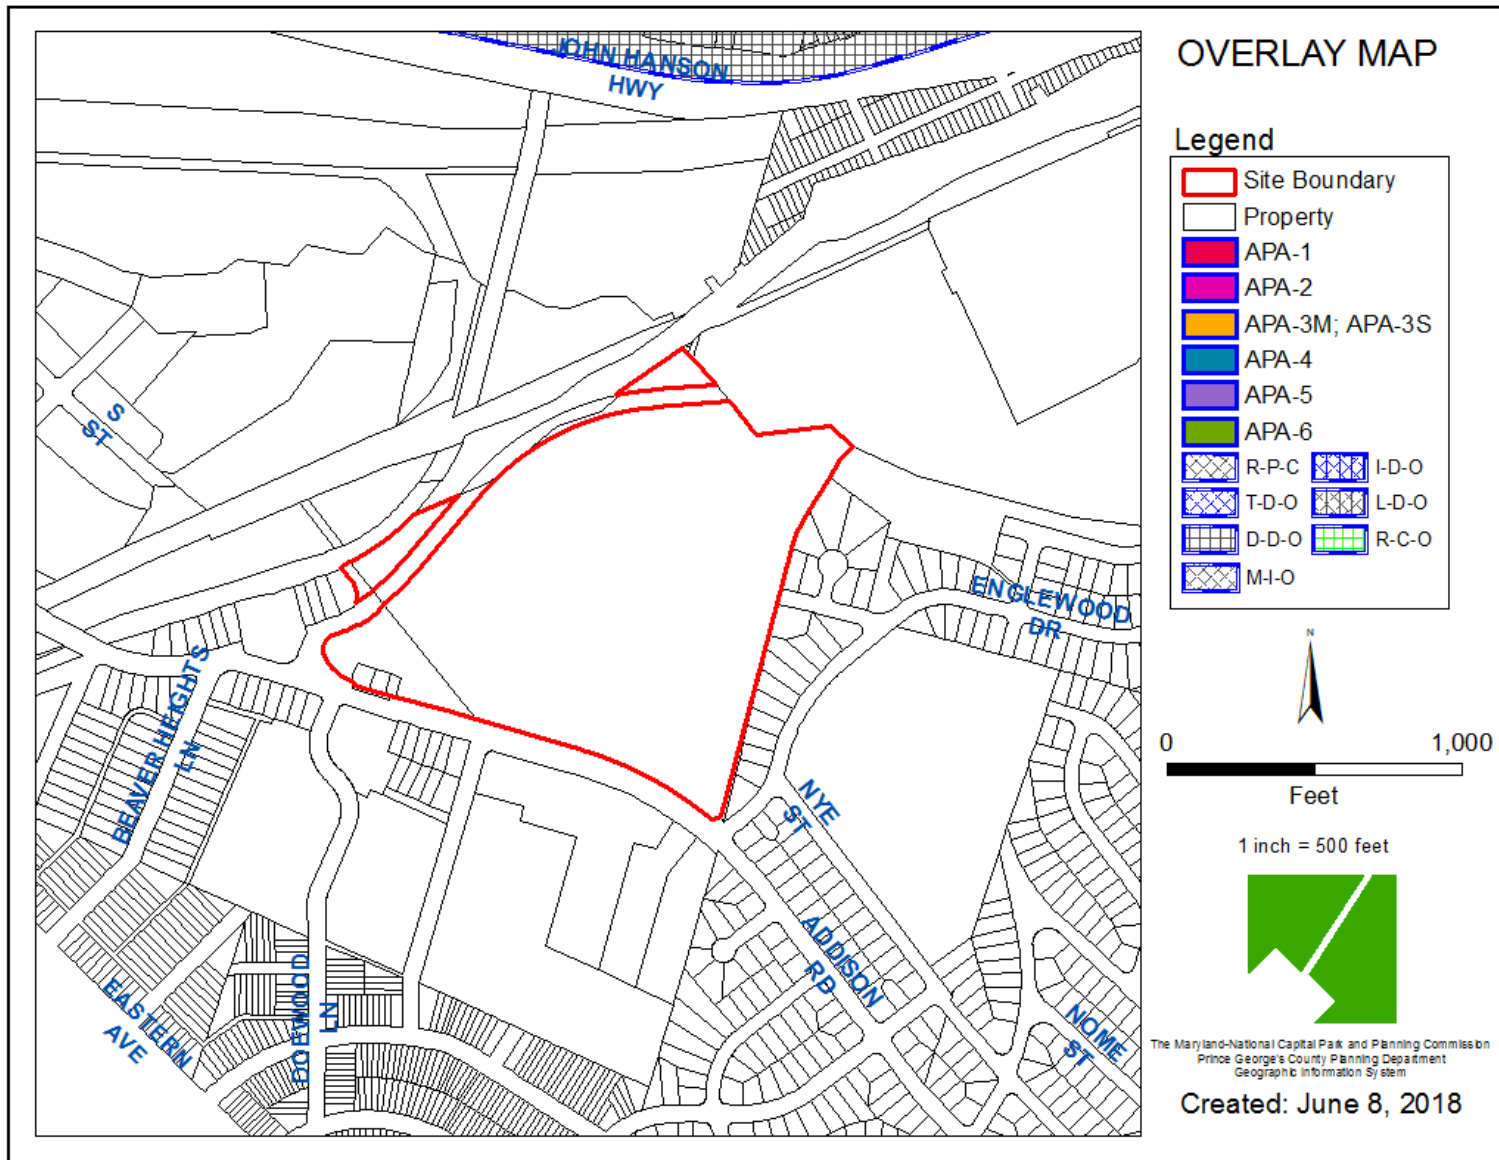 OVERLAY MAP
Legend
Site Boundary
Property
APA-1
APA-2
APA-3M; APA-3S
APA-4
APA-5
APA-6
R-P-C
I-D-O
T-D-O
L-D-O
D-D-O
R-C-O
M-I-O
N
0
1,000
Feet
1 inch = 500 feet
The Maryland-National Capital Park and Planning Commission
Prince George's County Planning Department
Geographic Information System
Created: June 8, 2018
JOHN HANSON
HWY
S
ST
ENGLEWOOD
DR
BEAVER HEIGHTS
LN
NYE
ST
ADDISON
RD
EASTERN
AVE
DOEWOOD
LN
NOME
ST